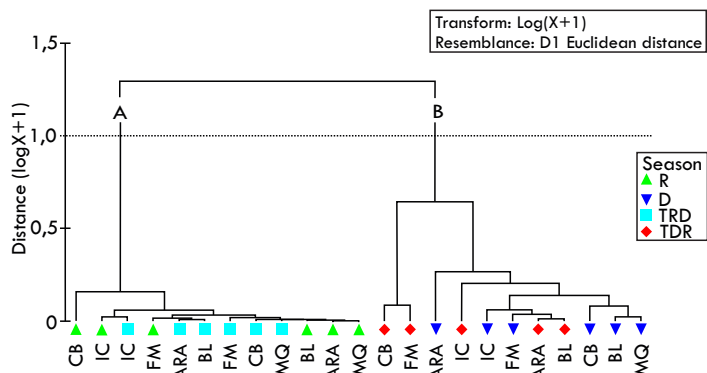 Transform: Log(X+1)
Resemblance: D1 Euclidean distance
1,5
1,0
0,5
0
Distance (logX+1)
A
B
Season
R
D
TRD
TDR
CB
IC
IC
FM
ARA
BL
FM
CB
MQ
BL
ARA
MQ
CB
FM
ARA
IC
IC
FM
ARA
BL
CB
BL
MQ